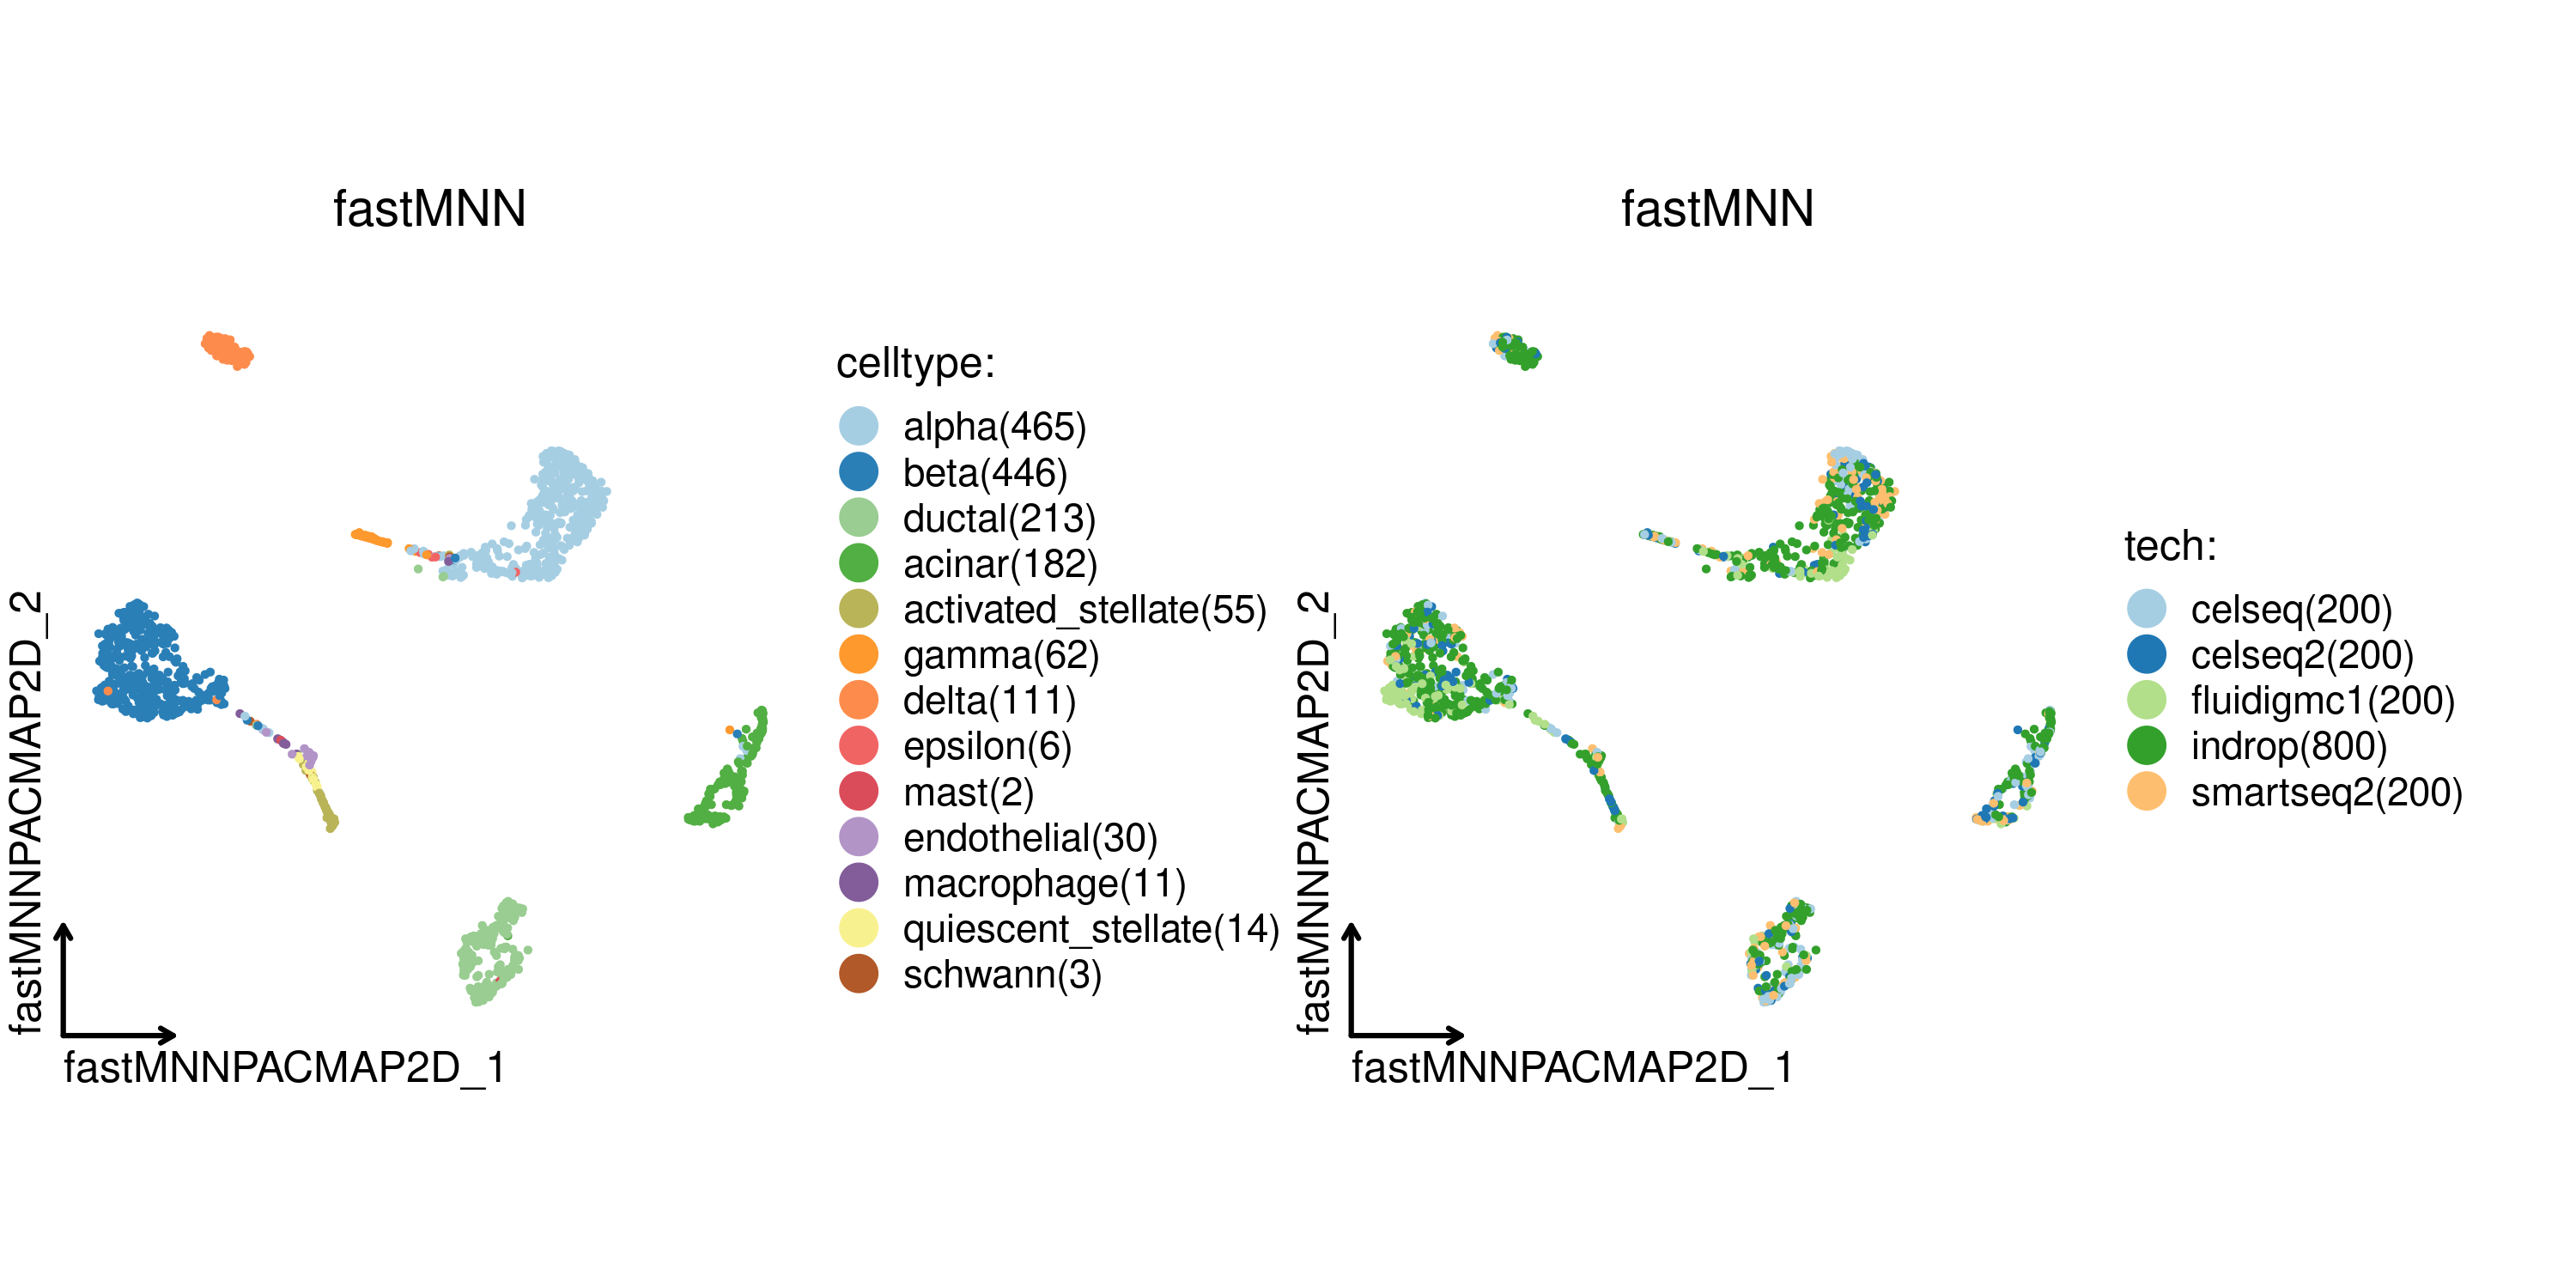 fastMNN
celltype:
alpha(465)
beta(446)
ductal(213)
acinar(182)
activated_stellate(55)
gamma(62)
delta(111)
epsilon(6)
mast(2)
endothelial(30)
macrophage(11)
quiescent_stellate(14)
schwann(3)
fastMNNPACMAP2D_2
fastMNNPACMAP2D_1
fastMNN
tech:
celseq(200)
celseq2(200)
fluidigmc1(200)
indrop(800)
smartseq2(200)
fastMNNPACMAP2D_2
fastMNNPACMAP2D_1